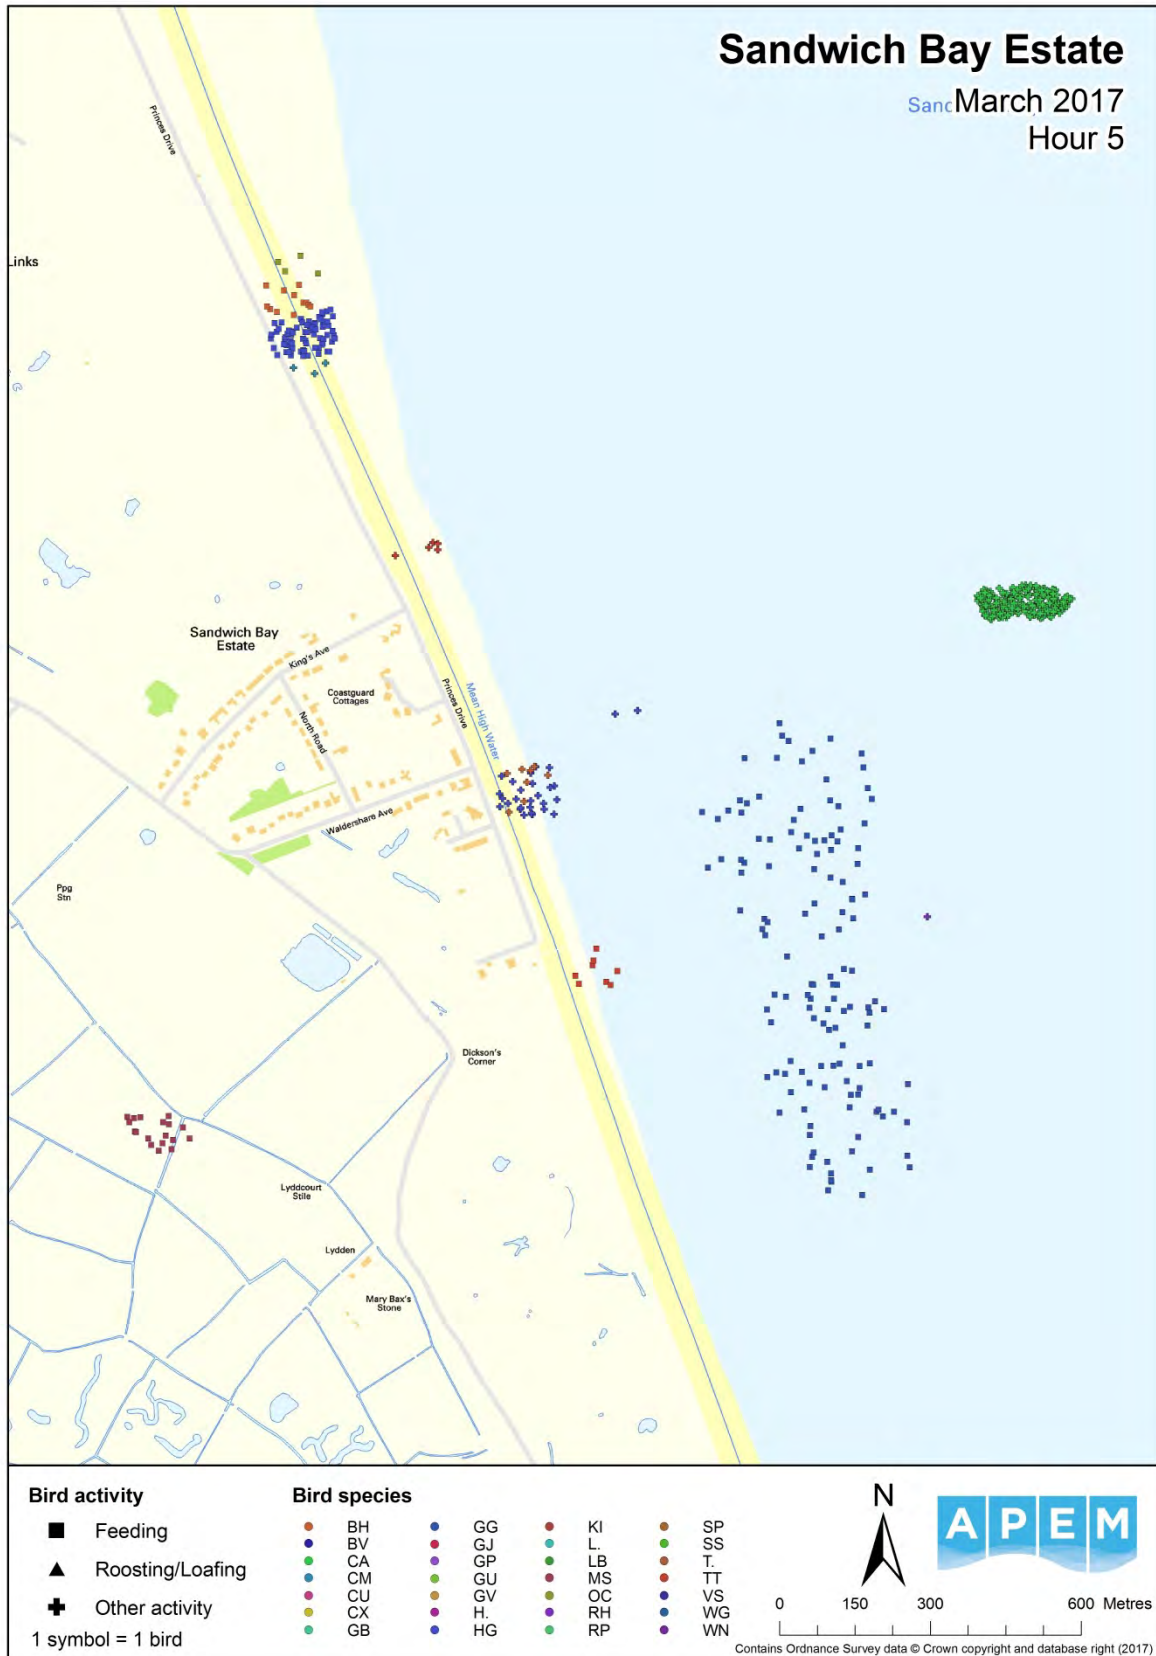 Sandwich Bay Estate
Sand
March 2017
Hour 5
Princes Drive
Links
Sandwich Bay
Estate
King's Ave
Coastguard
Cottages
North Road
Princes Drive
Mean High Water
Waldershare Ave
Ppg
Stn
Dickson's
Corner
Lyddcourt
Stile
Lydden
Mary Bax's
Stone
Bird activity
Feeding
Roosting/Loafing
Other activity
1 symbol = 1 bird
Bird species
BH
BV
CA
CM
CU
CX
GB
GG
GJ
GP
GU
GV
H.
HG
KI
L.
LB
MS
OC
RH
RP
SP
SS
T.
TT
VS
WG
WN
N
APEM
0 150 300 600 Metres
Contains Ordnance Survey data © Crown copyright and database right (2017)